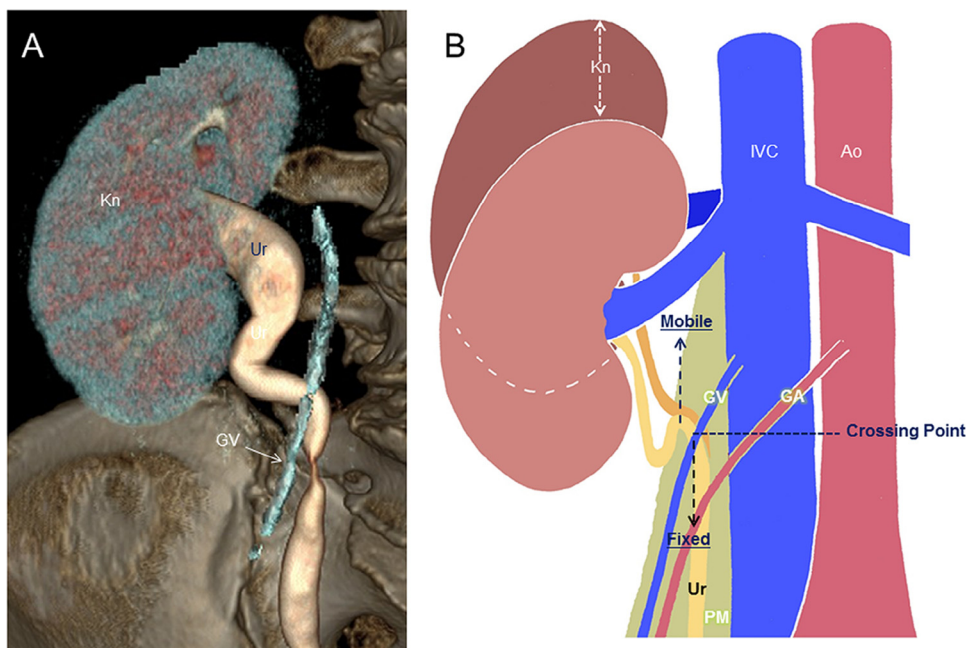 A
Kn
Ur
Ur
GV
B
Kn
IVC
Ao
Mobile
GV
GA
Crossing Point
Fixed
Ur
PM